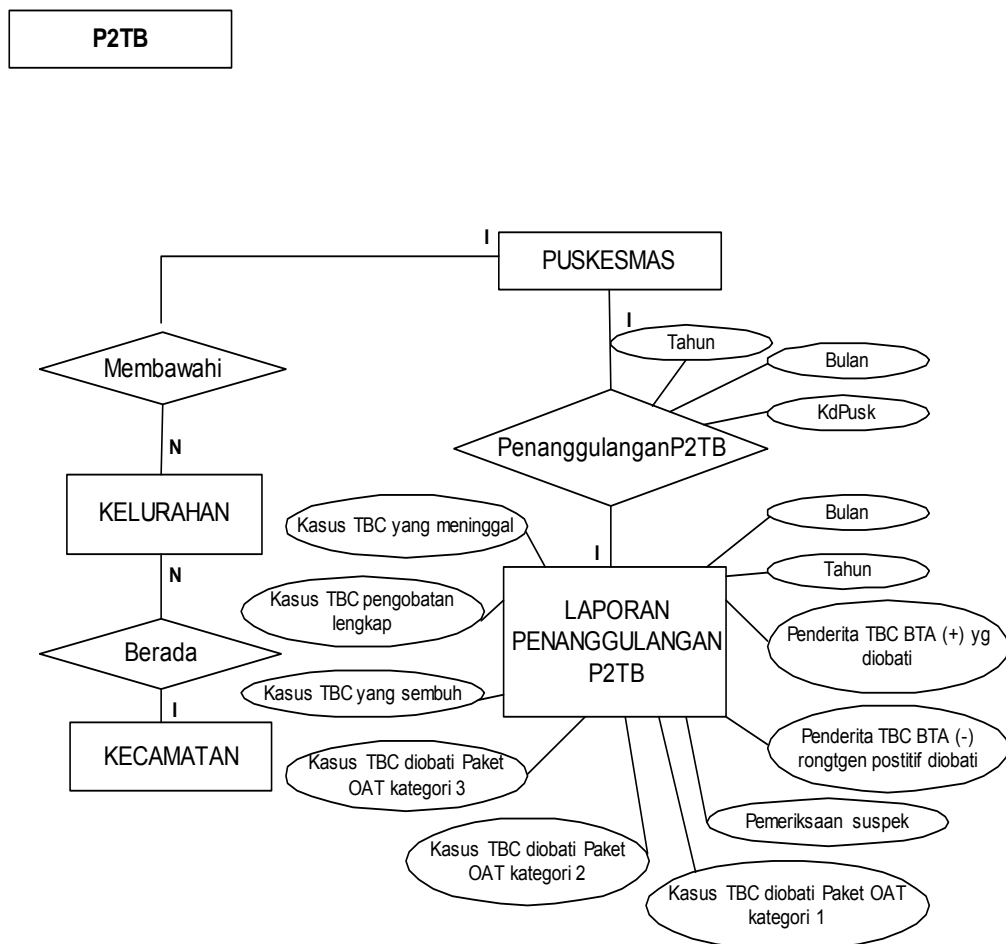 P2TB
I
PUSKESMAS
I
Tahun
Membawahi
Bulan
KdPusk
PenanggulanganP2TB
N
KELURAHAN
Kasus TBC yang meninggal
Bulan
I
N
Tahun
Kasus TBC pengobatan
lengkap
LAPORAN
PENANGGULANGAN
P2TB
Penderita TBC BTA (+) yg
diobati
Berada
Kasus TBC yang sembuh
I
KECAMATAN
Penderita TBC BTA (-)
rongtgen postitif diobati
Kasus TBC diobati Paket
OAT kategori 3
Pemeriksaan suspek
Kasus TBC diobati Paket
OAT kategori 2
Kasus TBC diobati Paket OAT
kategori 1